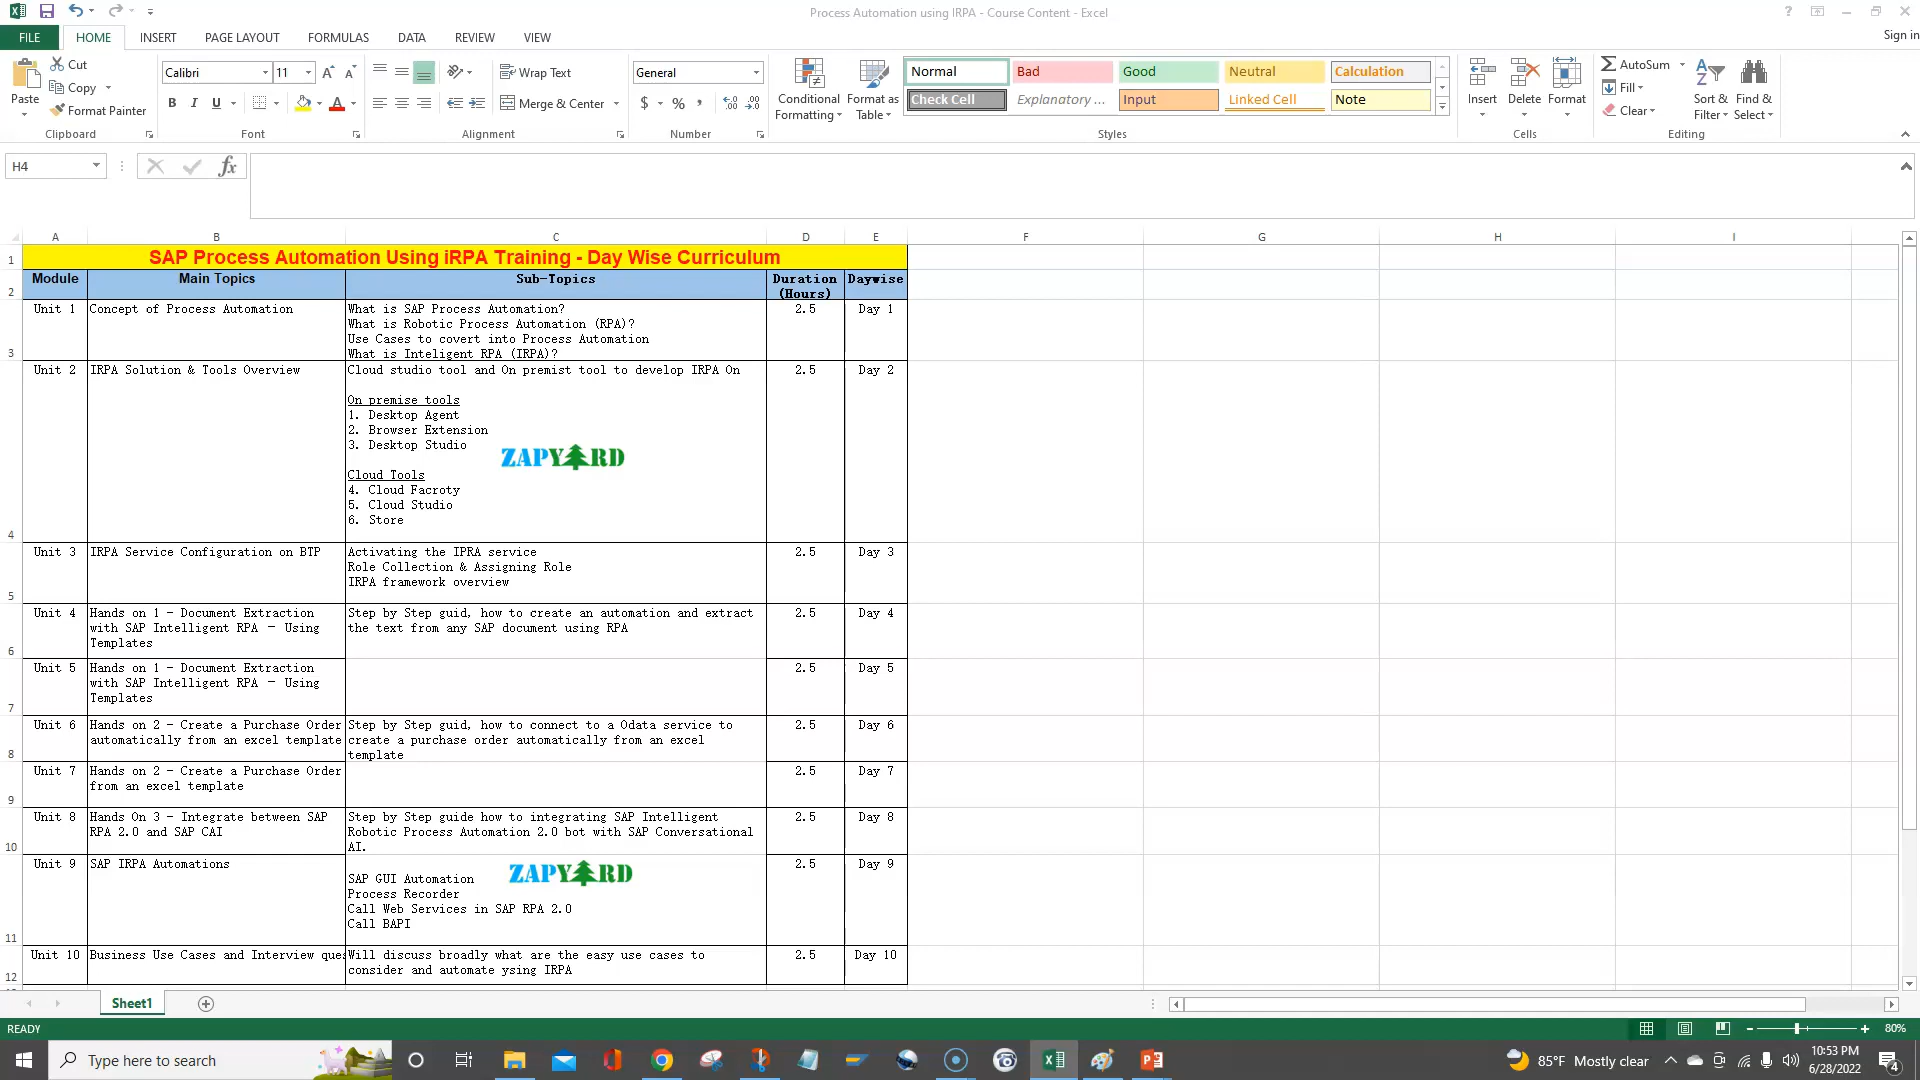 Process Automation using IRPA - Course Content - Excel
FILE HOME INSERT PAGE LAYOUT FORMULAS DATA REVIEW VIEW Sign in
Paste
Cut
Copy
Format Painter
Clipboard
Calibri 11
B I U
Font
Wrap Text
Merge & Center
Alignment
General
$ % ,
Number
Conditional Formatting
Format as Table
Normal Bad Good Neutral Calculation
Check Cell Explanatory ... Input Linked Cell Note
Styles
Insert Delete Format
Cells
AutoSum
Fill
Clear
Sort & Filter
Find & Select
Editing
H4 fx
A B C D E F G H I
1 SAP Process Automation Using iRPA Training - Day Wise Curriculum
2 Module Main Topics Sub-Topics Duration (Hours) Daywise
3 Unit 1 Concept of Process Automation
What is SAP Process Automation?
What is Robotic Process Automation (RPA)?
Use Cases to covert into Process Automation
What is Inteligent RPA (IRPA)?
2.5 Day 1
4 Unit 2 IRPA Solution & Tools Overview
Cloud studio tool and On premist tool to develop IRPA On
On premise tools
1. Desktop Agent
2. Browser Extension
3. Desktop Studio
ZAPYARD
Cloud Tools
4. Cloud Facroty
5. Cloud Studio
6. Store
2.5 Day 2
5 Unit 3 IRPA Service Configuration on BTP
Activating the IPRA service
Role Collection & Assigning Role
IRPA framework overview
2.5 Day 3
6 Unit 4 Hands on 1 - Document Extraction
with SAP Intelligent RPA - Using
Templates
Step by Step guid, how to create an automation and extract
the text from any SAP document using RPA
2.5 Day 4
7 Unit 5 Hands on 1 - Document Extraction
with SAP Intelligent RPA - Using
Templates
2.5 Day 5
8 Unit 6 Hands on 2 - Create a Purchase Order
automatically from an excel template
Step by Step guid, how to connect to a Odata service to
create a purchase order automatically from an excel
template
2.5 Day 6
9 Unit 7 Hands on 2 - Create a Purchase Order
from an excel template
2.5 Day 7
10 Unit 8 Hands On 3 - Integrate between SAP
RPA 2.0 and SAP CAI
Step by Step guide how to integrating SAP Intelligent
Robotic Process Automation 2.0 bot with SAP Conversational
AI.
2.5 Day 8
11 Unit 9 SAP IRPA Automations
ZAPYARD
SAP GUI Automation
Process Recorder
Call Web Services in SAP RPA 2.0
Call BAPI
2.5 Day 9
12 Unit 10 Business Use Cases and Interview ques
Will discuss broadly what are the easy use cases to
consider and automate ysing IRPA
2.5 Day 10
Sheet1
READY 80%
Type here to search
85°F Mostly clear
10:53 PM
6/28/2022
4